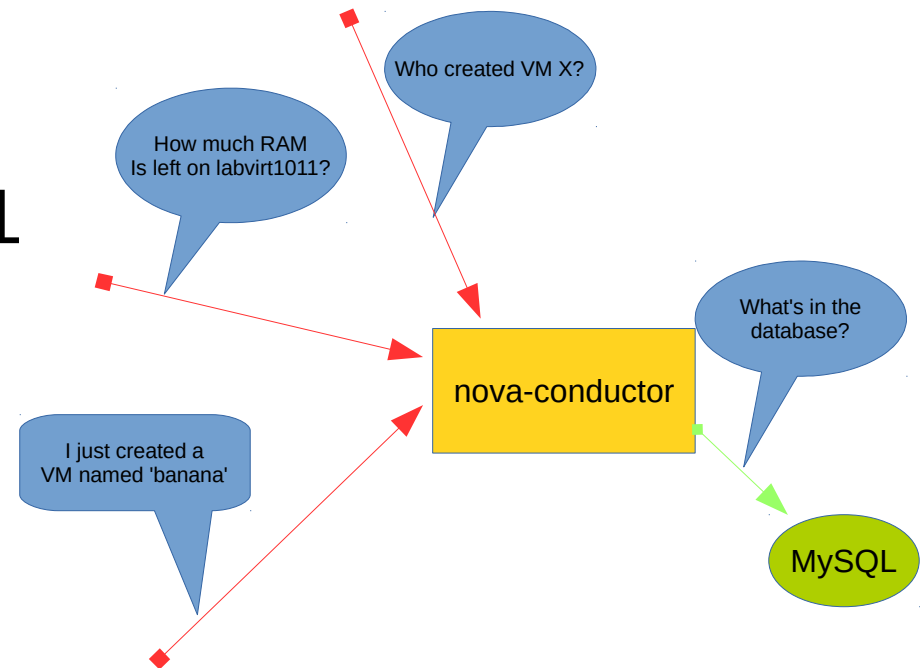 Who created VM X?
How much RAM
Is left on labvirt1011?
What's in the
database?
nova-conductor
I just created a
VM named 'banana'
MySQL